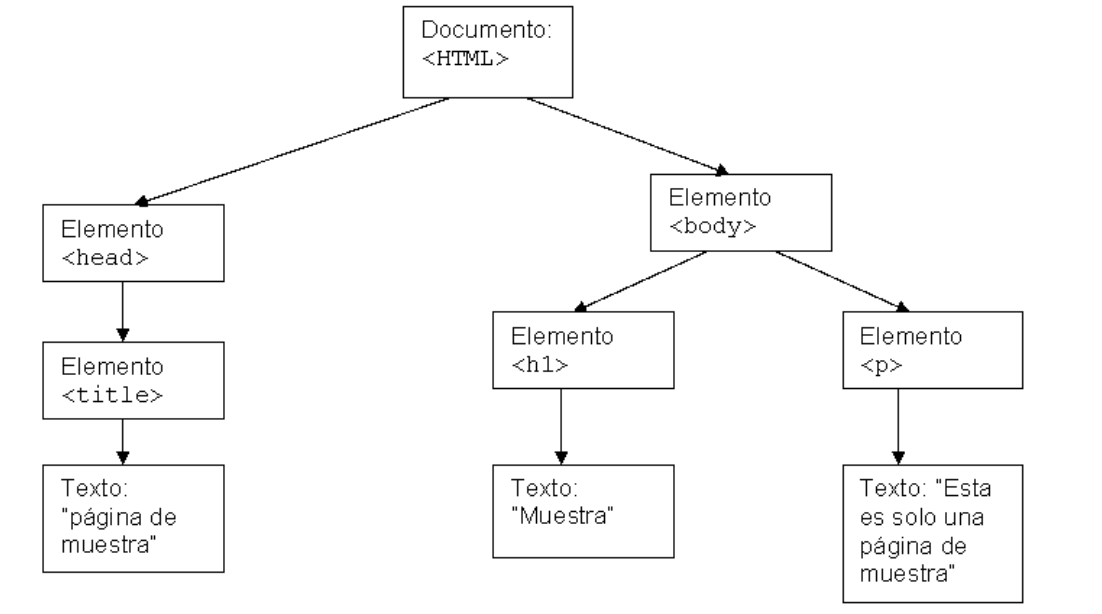 Documento:
<HTML>
Elemento
<head>
Elemento
<body>
Elemento
<title>
Elemento
<h1>
Elemento
<p>
Texto:
"página de
muestra"
Texto:
"Muestra"
Texto: "Esta
es solo una
página de
muestra"